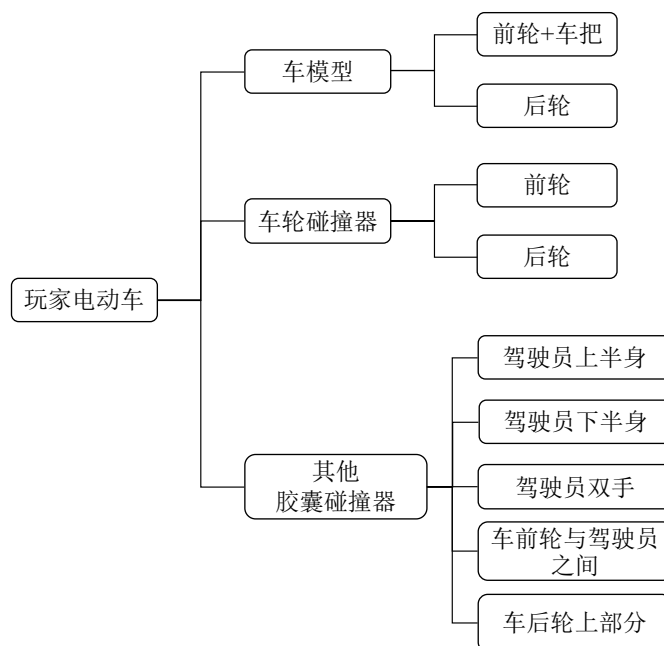 玩家电动车
车模型
前轮+车把
后轮
车轮碰撞器
前轮
后轮
其他
胶囊碰撞器
驾驶员上半身
驾驶员下半身
驾驶员双手
车前轮与驾驶员
之间
车后轮上部分